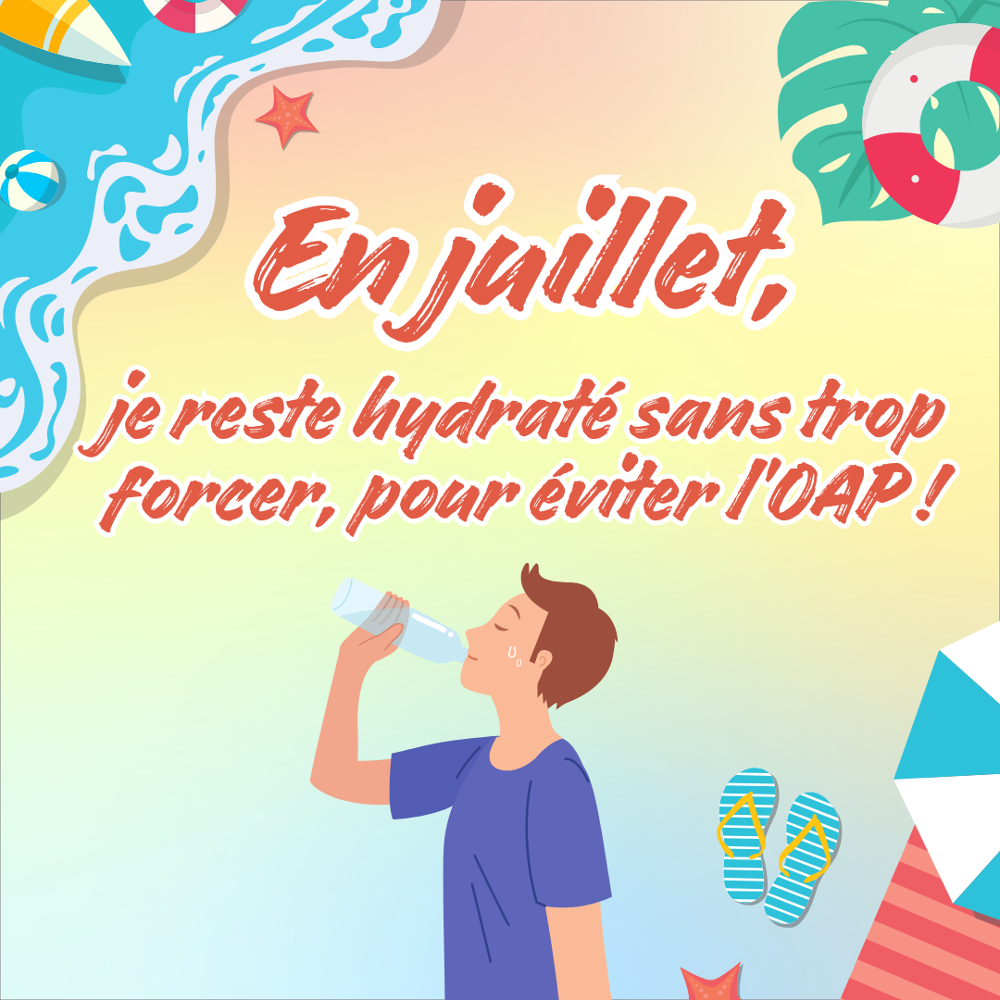 En juillet,
je reste hydraté sans trop
forcer, pour éviter l'OAP !